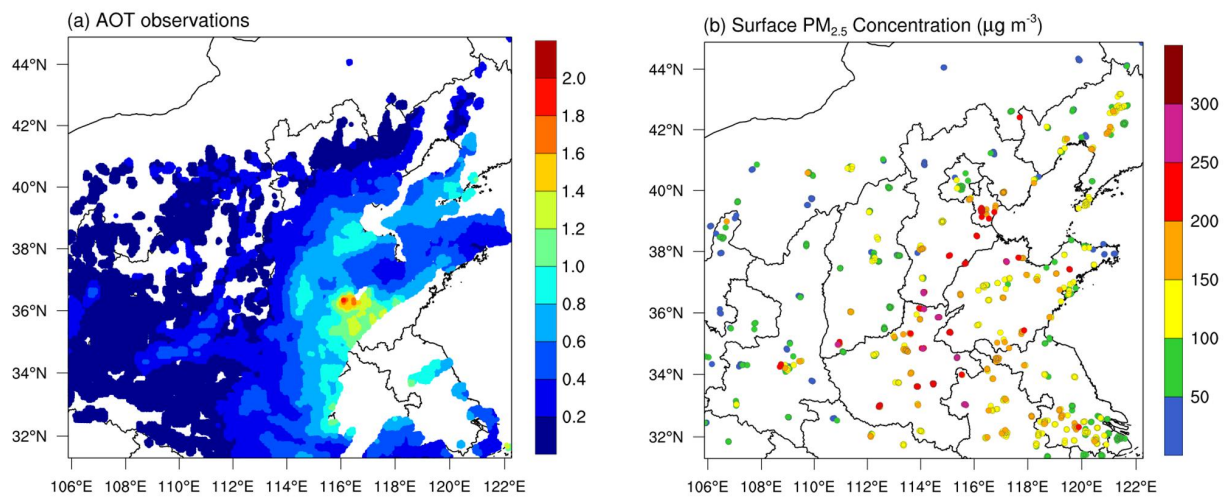 (a) AOT observations
44°N
42°N
40°N
38°N
36°N
34°N
32°N
106°E 108°E 110°E 112°E 114°E 116°E 118°E 120°E 122°E
2.0
1.8
1.6
1.4
1.2
1.0
0.8
0.6
0.4
0.2
(b) Surface PM2.5 Concentration (µg m-3)
44°N
42°N
40°N
38°N
36°N
34°N
32°N
106°E 108°E 110°E 112°E 114°E 116°E 118°E 120°E 122°E
300
250
200
150
100
50